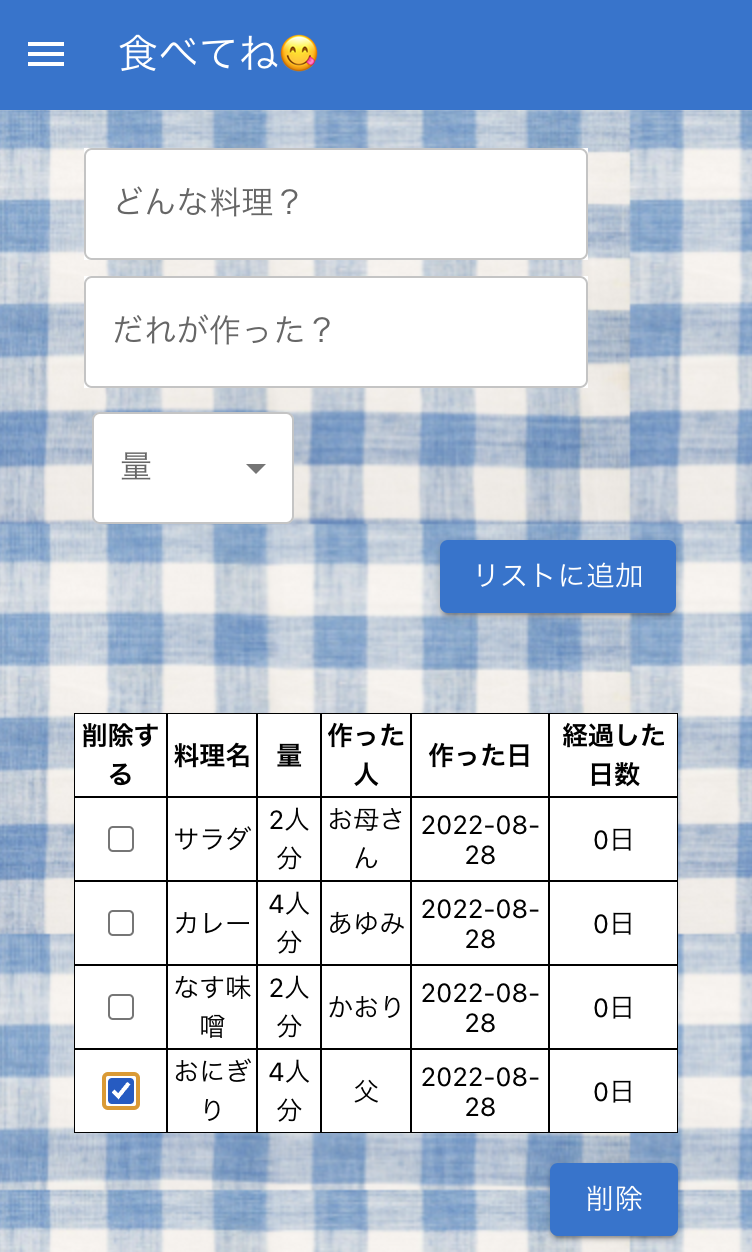 食べてね😋
どんな料理？
だれが作った？
量
リストに追加
削除す
る
料理名
量
作った
人
作った日
経過した
日数
サラダ
2人
分
お母さ
ん
2022-08-
28
0日
カレー
4人
分
あゆみ
2022-08-
28
0日
なす味
噌
2人
分
かおり
2022-08-
28
0日
おにぎ
り
4人
分
父
2022-08-
28
0日
削除